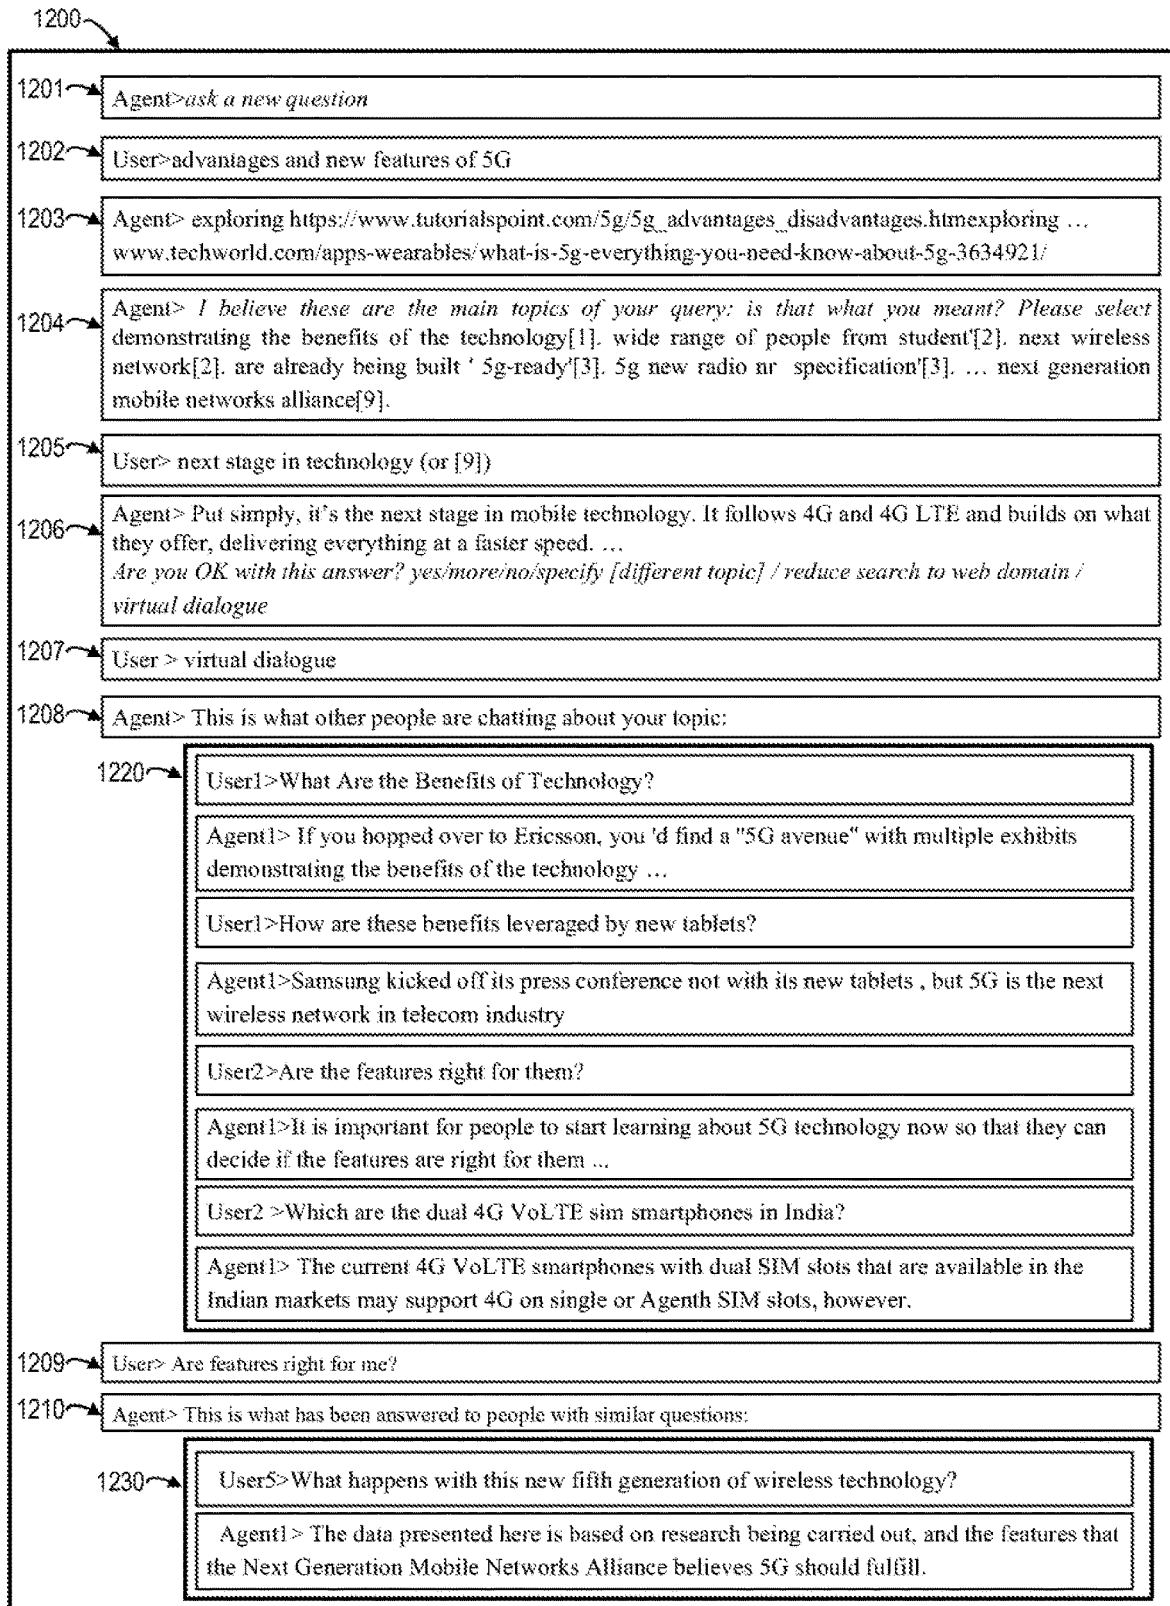 1200
1201 Agent>ask a new question
1202 User>advantages and new features of 5G
1203 Agent> exploring https://www.tutorialspoint.com/5g/5g_advantages_disadvantages.htmexploring ...
www.techworld.com/apps-wearables/what-is-5g-everything-you-need-know-about-5g-3634921/
1204 Agent> I believe these are the main topics of your query: is that what you meant? Please select
demonstrating the benefits of the technology[1]. wide range of people from student'[2]. next wireless
network[2]. are already being built ' 5g-ready'[3]. 5g new radio nr specification'[3]. ... next generation
mobile networks alliance[9].
1205 User> next stage in technology (or [9])
1206 Agent> Put simply, it's the next stage in mobile technology. It follows 4G and 4G LTE and builds on what
they offer, delivering everything at a faster speed. ...
Are you OK with this answer? yes/more/no/specify [different topic] / reduce search to web domain /
virtual dialogue
1207 User > virtual dialogue
1208 Agent> This is what other people are chatting about your topic:
1220 User1>What Are the Benefits of Technology?
Agent1> If you hopped over to Ericsson, you 'd find a "5G avenue" with multiple exhibits
demonstrating the benefits of the technology ...
User1>How are these benefits leveraged by new tablets?
Agent1>Samsung kicked off its press conference not with its new tablets , but 5G is the next
wireless network in telecom industry
User2>Are the features right for them?
Agent1>It is important for people to start learning about 5G technology now so that they can
decide if the features are right for them ...
User2 >Which are the dual 4G VoLTE sim smartphones in India?
Agent1> The current 4G VoLTE smartphones with dual SIM slots that are available in the
Indian markets may support 4G on single or Agenth SIM slots, however.
1209 User> Are features right for me?
1210 Agent> This is what has been answered to people with similar questions:
1230 User5>What happens with this new fifth generation of wireless technology?
Agent1> The data presented here is based on research being carried out, and the features that
the Next Generation Mobile Networks Alliance believes 5G should fulfill.